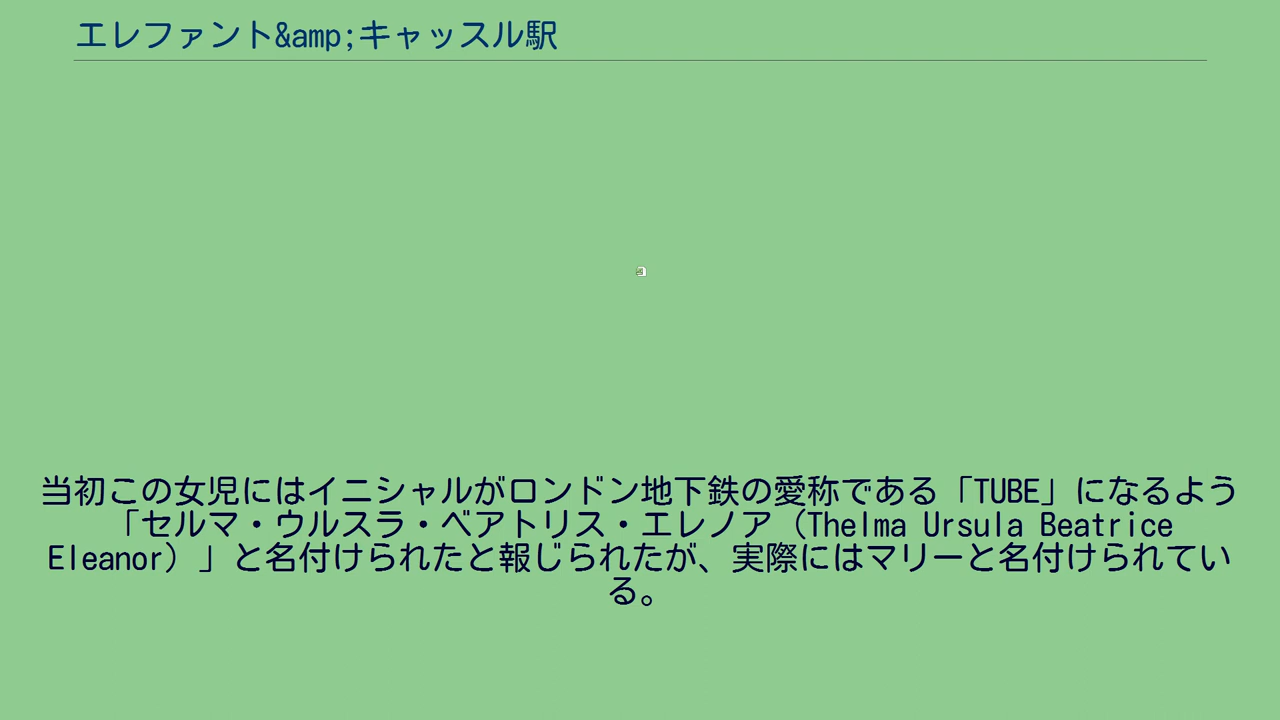 エレファント&amp;キャッスル駅
当初この女児にはイニシャルがロンドン地下鉄の愛称である「TUBE」になるよう
「セルマ・ウルスラ・ベアトリス・エレノア（Thelma Ursula Beatrice
Eleanor）」と名付けられたと報じられたが、実際にはマリーと名付けられてい
る。